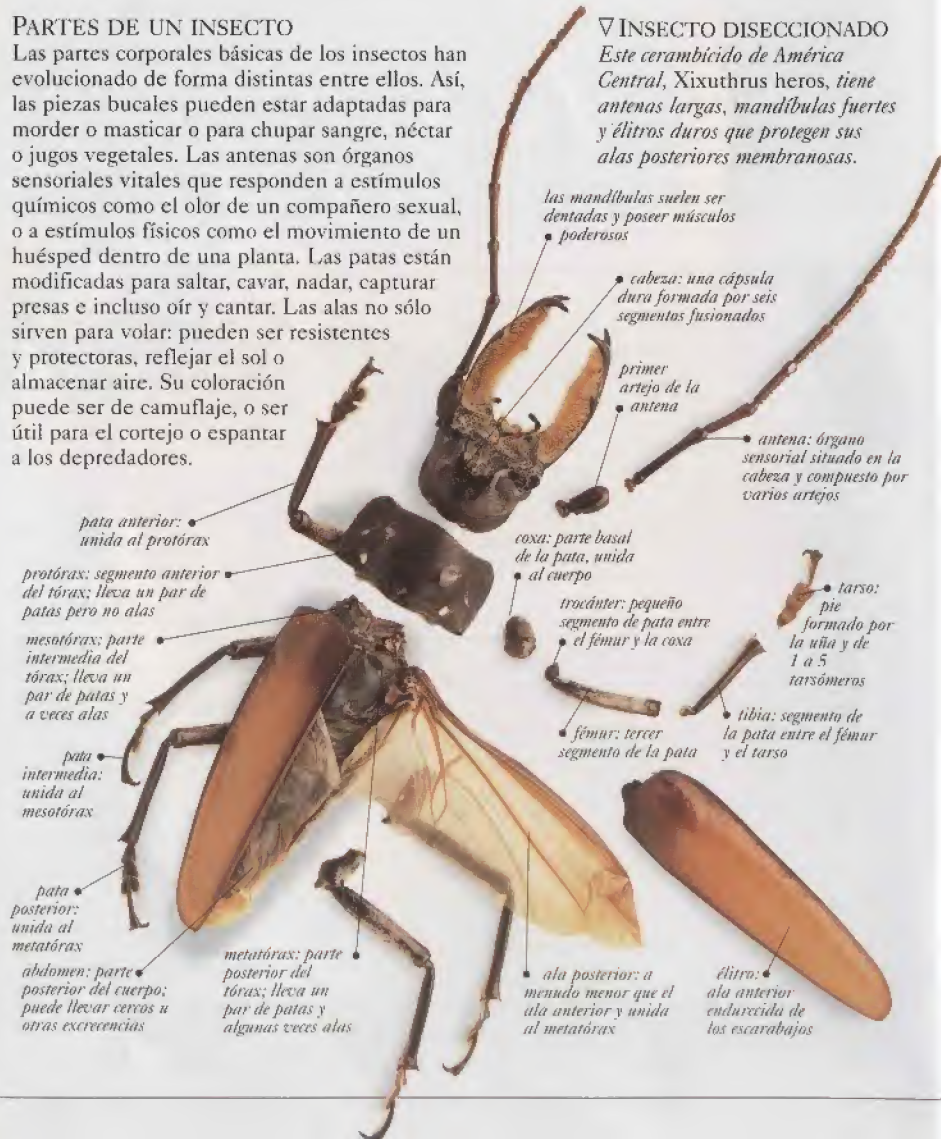 PARTES DE UN INSECTO
Las partes corporales básicas de los insectos han
evolucionado de forma distintas entre ellos. Así,
las piezas bucales pueden estar adaptadas para
morder o masticar o para chupar sangre, néctar
o jugos vegetales. Las antenas son órganos
sensoriales vitales que responden a estímulos
químicos como el olor de un compañero sexual,
o a estímulos físicos como el movimiento de un
huésped dentro de una planta. Las patas están
modificadas para saltar, cavar, nadar, capturar
presas e incluso oír y cantar. Las alas no sólo
sirven para volar: pueden ser resistentes
y protectoras, reflejar el sol o
almacenar aire. Su coloración
puede ser de camuflaje, o ser
útil para el cortejo o espantar
a los depredadores.
▽ INSECTO DISECCIONADO
Este cerambícido de América
Central, Xixuthrus heros, tiene
antenas largas, mandíbulas fuertes
y élitros duros que protegen sus
alas posteriores membranosas.
las mandíbulas suelen ser
dentadas y poseer músculos
poderosos
cabeza: una cápsula
dura formada por seis
segmentos fusionados
primer
artejo de la
antena
antena: órgano
sensorial situado en la
cabeza y compuesto por
varios artejos
pata anterior:
unida al protórax
protórax: segmento anterior
del tórax; lleva un par de
patas pero no alas
mesotórax: parte
intermedia del
tórax; lleva un
par de patas y
a veces alas
pata
intermedia:
unida al
mesotórax
pata
posterior:
unida al
metatórax
abdomen: parte
posterior del cuerpo;
puede llevar cercos u
otras excrecencias
coxa: parte basal
de la pata, unida
al cuerpo
trocánter: pequeño
segmento de pata entre
el fémur y la coxa
fémur: tercer
segmento de la pata
tarso:
pie
formado por
la uña y de
1 a 5
tarsómeros
tibia: segmento de
la pata entre el fémur
y el tarso
metatórax: parte
posterior del
tórax; lleva un
par de patas y
algunas veces alas
ala posterior: a
menudo menor que el
ala anterior y unida
al metatórax
élitro:
ala anterior
endurecida de
los escarabajos